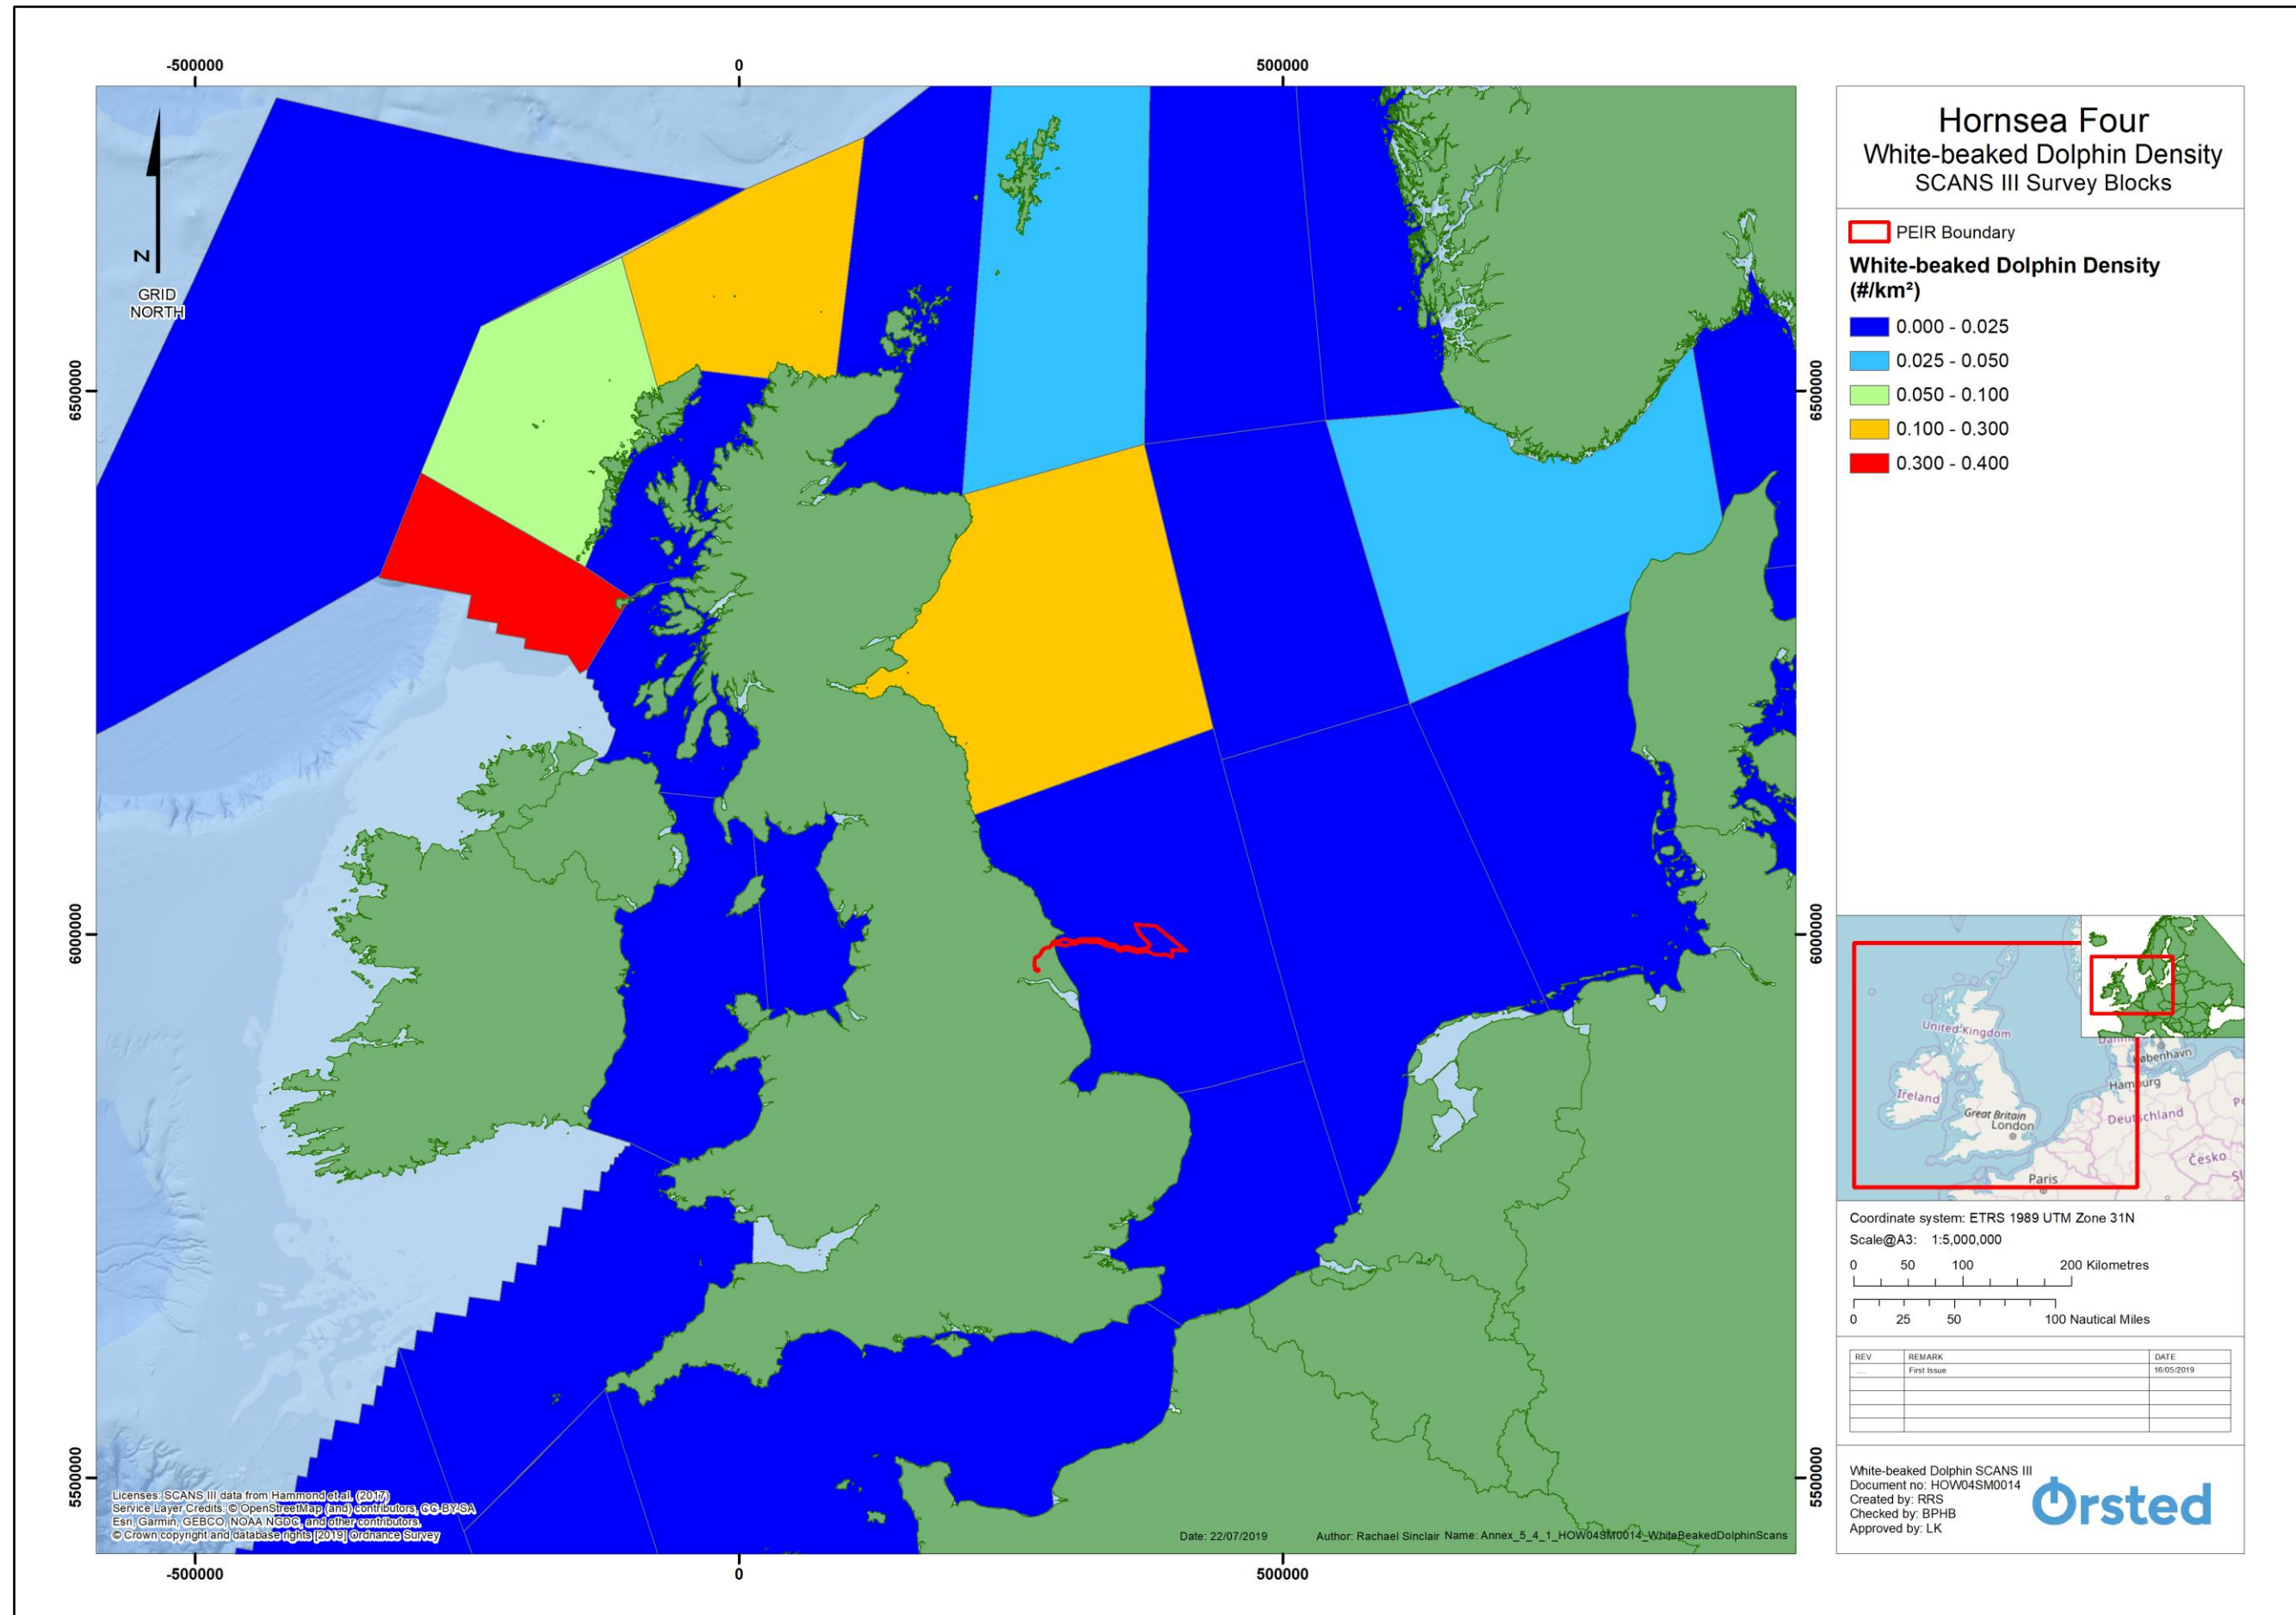 -500000
0
500000
N
GRID
NORTH
6500000
6000000
5500000
6500000
6000000
5500000
-500000
0
500000
Licenses: SCANS III data from Hammond et al. (2017)
Service Layer Credits: © OpenStreetMap (and) contributors, CC-BY-SA
Esri, Garmin, GEBCO, NOAA NGDC, and other contributors
© Crown copyright and database rights [2019] Ordnance Survey
Date: 22/07/2019
Author: Rachael Sinclair
Name: Annex_5_4_1_HOW04SM0014_WhiteBeakedDolphinScans
Hornsea Four
White-beaked Dolphin Density
SCANS III Survey Blocks
PEIR Boundary
White-beaked Dolphin Density
(#/km²)
0.000 - 0.025
0.025 - 0.050
0.050 - 0.100
0.100 - 0.300
0.300 - 0.400
United Kingdom
Ireland
Great Britain
London
Paris
København
Hamburg
Deutschland
Česko
Coordinate system: ETRS 1989 UTM Zone 31N
Scale@A3: 1:5,000,000
0 50 100 200 Kilometres
0 25 50 100 Nautical Miles
REV REMARK DATE
.... First Issue 16/05/2019
White-beaked Dolphin SCANS III
Document no: HOW04SM0014
Created by: RRS
Checked by: BPHB
Approved by: LK
Orsted